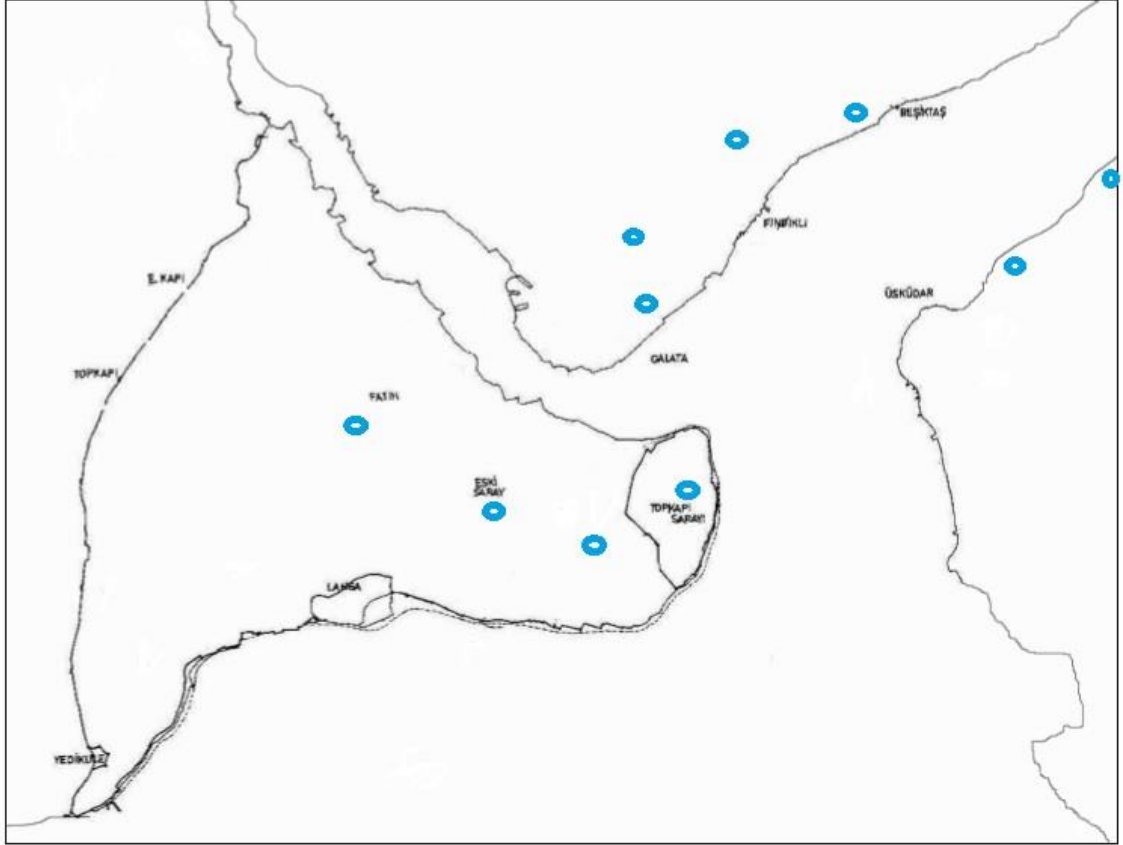 BEŞİKTAŞ
FINDIKLI
E. KAPI
ÜSKÜDAR
GALATA
TOPKAPI
FATİH
ESKİ
SARAY
TOPKAPI
SARAYI
LANGA
YEDİKULE